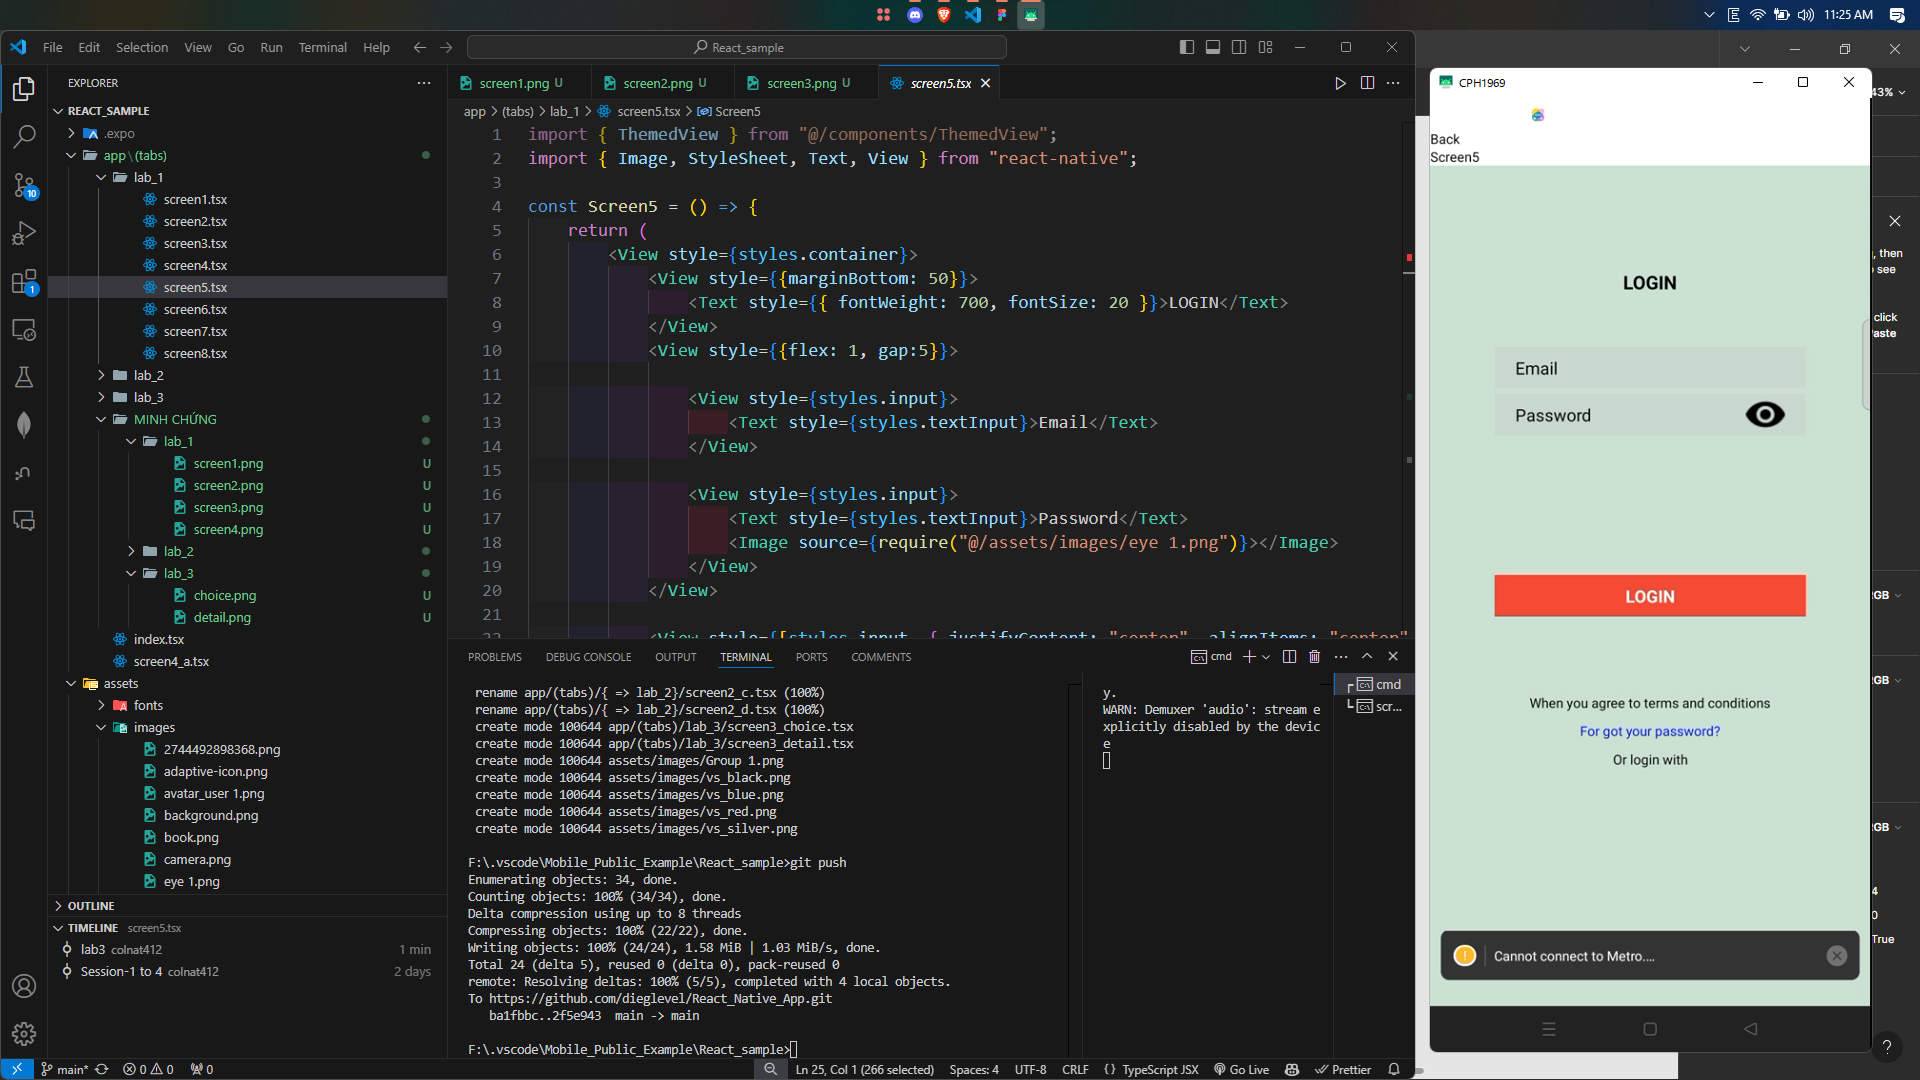 11:25 AM
File Edit Selection View Go Run Terminal Help
React_sample
EXPLORER
REACT_SAMPLE
.expo
app\(tabs)
lab_1
screen1.tsx
screen2.tsx
screen3.tsx
screen4.tsx
screen5.tsx
screen6.tsx
screen7.tsx
screen8.tsx
lab_2
lab_3
MINH CHỨNG
lab_1
screen1.png U
screen2.png U
screen3.png U
screen4.png U
lab_2
lab_3
choice.png U
detail.png U
index.tsx
screen4_a.tsx
assets
fonts
images
2744492898368.png
adaptive-icon.png
avatar_user 1.png
background.png
book.png
camera.png
eye 1.png
OUTLINE
TIMELINE screen5.tsx
lab3 colnat412 1 min
Session-1 to 4 colnat412 2 days
10
1
screen1.png U screen2.png U screen3.png U screen5.tsx
app > (tabs) > lab_1 > screen5.tsx > Screen5
1 import { ThemedView } from "@/components/ThemedView";
2 import { Image, StyleSheet, Text, View } from "react-native";
3
4 const Screen5 = () => {
5 return (
6 <View style={styles.container}>
7 <View style={{marginBottom: 50}}>
8 <Text style={{ fontWeight: 700, fontSize: 20 }}>LOGIN</Text>
9 </View>
10 <View style={{flex: 1, gap:5}}>
11
12 <View style={styles.input}>
13 <Text style={styles.textInput}>Email</Text>
14 </View>
15
16 <View style={styles.input}>
17 <Text style={styles.textInput}>Password</Text>
18 <Image source={require("@/assets/images/eye 1.png")}></Image>
19 </View>
20 </View>
21
22 <View style={[styles.input, { justifyContent: "center", alignItems: "center"
PROBLEMS DEBUG CONSOLE OUTPUT TERMINAL PORTS COMMENTS
cmd
rename app/(tabs)/{ => lab_2}/screen2_c.tsx (100%)
rename app/(tabs)/{ => lab_2}/screen2_d.tsx (100%)
create mode 100644 app/(tabs)/lab_3/screen3_choice.tsx
create mode 100644 app/(tabs)/lab_3/screen3_detail.tsx
create mode 100644 assets/images/Group 1.png
create mode 100644 assets/images/vs_black.png
create mode 100644 assets/images/vs_blue.png
create mode 100644 assets/images/vs_red.png
create mode 100644 assets/images/vs_silver.png
F:\.vscode\Mobile_Public_Example\React_sample>git push
Enumerating objects: 34, done.
Counting objects: 100% (34/34), done.
Delta compression using up to 8 threads
Compressing objects: 100% (22/22), done.
Writing objects: 100% (24/24), 1.58 MiB | 1.03 MiB/s, done.
Total 24 (delta 5), reused 0 (delta 0), pack-reused 0
remote: Resolving deltas: 100% (5/5), completed with 4 local objects.
To https://github.com/dieglevel/React_Native_App.git
ba1fbbc..2f5e943 main -> main
F:\.vscode\Mobile_Public_Example\React_sample>
y.
WARN: Demuxer 'audio': stream e
xplicitly disabled by the devic
e
cmd
scr...
main* 0 0 0
Ln 25, Col 1 (266 selected) Spaces: 4 UTF-8 CRLF {} TypeScript JSX Go Live Prettier
CPH1969
Back
Screen5
LOGIN
Email
Password
LOGIN
When you agree to terms and conditions
For got your password?
Or login with
Cannot connect to Metro....
43%
, then
see
click
aste
GB
GB
GB
4
0
True
?